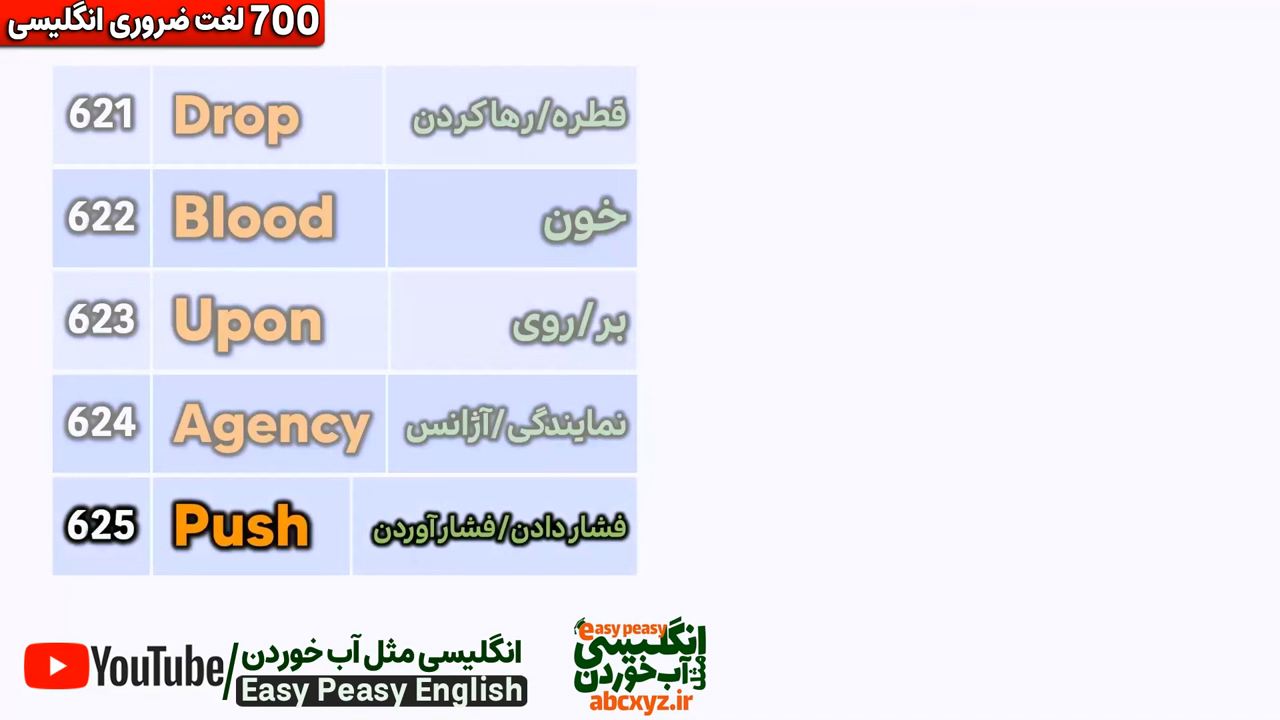 700 لغت ضروری انگلیسی
621 Drop قطره/رها کردن
622 Blood خون
623 Upon بر/روی
624 Agency نمایندگی/آژانس
625 Push فشار دادن/فشار آوردن
YouTube/انگلیسی مثل آب خوردن
Easy Peasy English
easy peasy
انگلیسی
مثل آب خوردن
abcxyz.ir